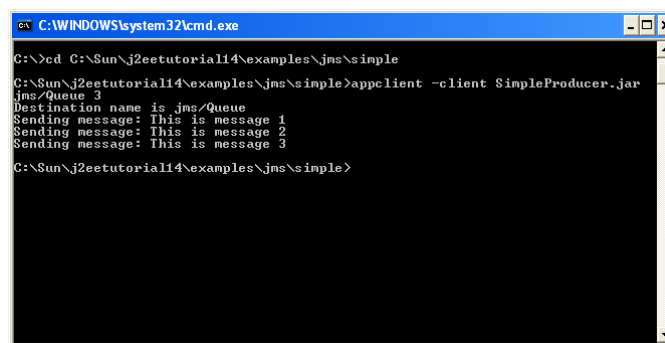 C:\WINDOWS\system32\cmd.exe
C:\>cd C:\Sun\j2eetutorial14\examples\jms\simple
C:\Sun\j2eetutorial14\examples\jms\simple>appclient -client SimpleProducer.jar
jms/Queue 3
Destination name is jms/Queue
Sending message: This is message 1
Sending message: This is message 2
Sending message: This is message 3
C:\Sun\j2eetutorial14\examples\jms\simple>